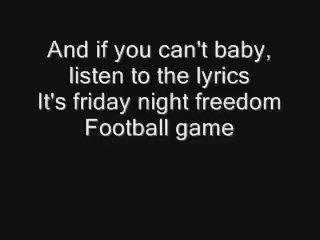 And if you can't baby,
listen to the lyrics
It's friday night freedom
Football game